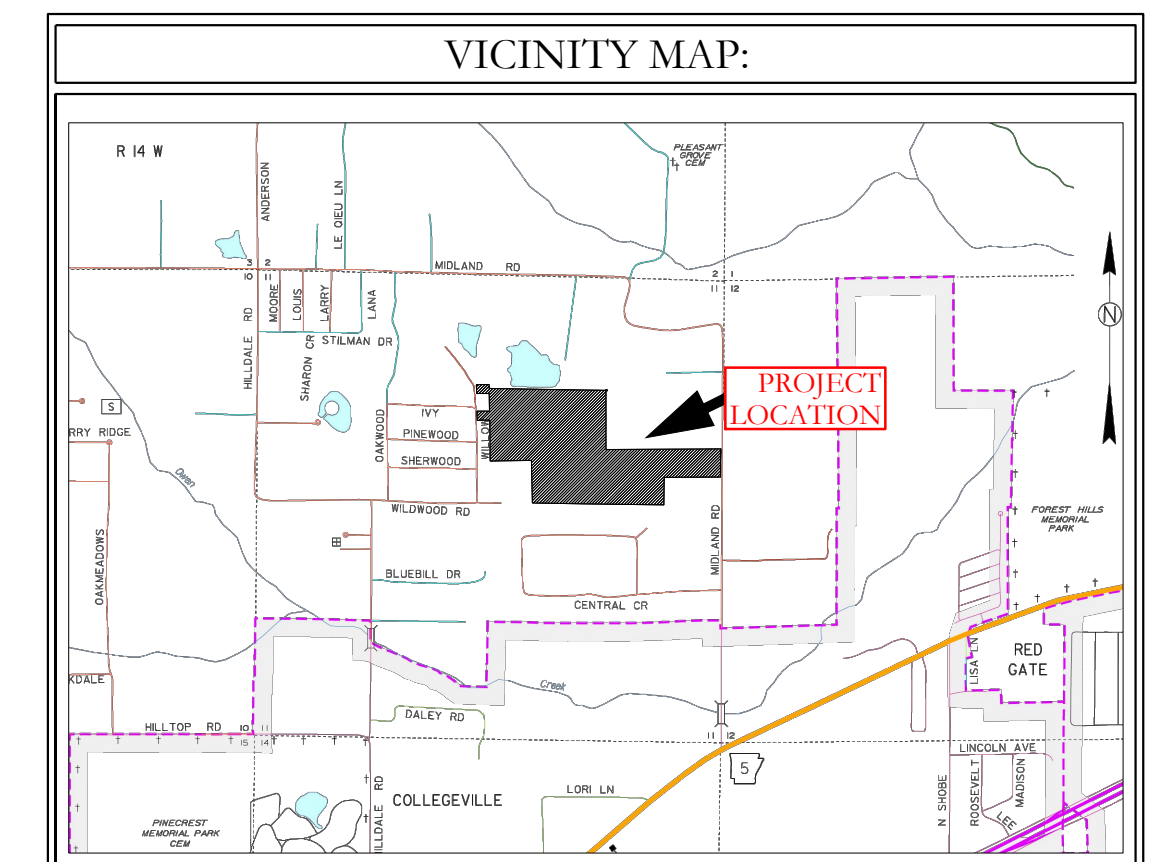 VICINITY MAP:
R 14 W
PLEASANT
GROVE
CEM
ANDERSON
LE QIEU LN
3 2
10 11
MIDLAND RD
2 1
11 12
HILLDALE RD
MOORE
LOUIS
LARRY
LANA
STILMAN DR
SHARON CR
N
PROJECT
LOCATION
S
RRY RIDGE
OAKWOOD
IVY
PINEWOOD
SHERWOOD
WILLOW
WILDWOOD RD
Owen
OAKMEADOWS
MIDLAND RD
FOREST HILLS
MEMORIAL
PARK
BLUEBILL DR
CENTRAL CR
LISA LN
RED
GATE
KDALE
Creek
DALEY RD
HILLTOP RD
10 11
15 14
11 12
5
LINCOLN AVE
N SHOBE
ROOSEVELT
MADISON
LEE
LORI LN
COLLEGEVILLE
ILLDALE RD
PINECREST
MEMORIAL PARK
CEM